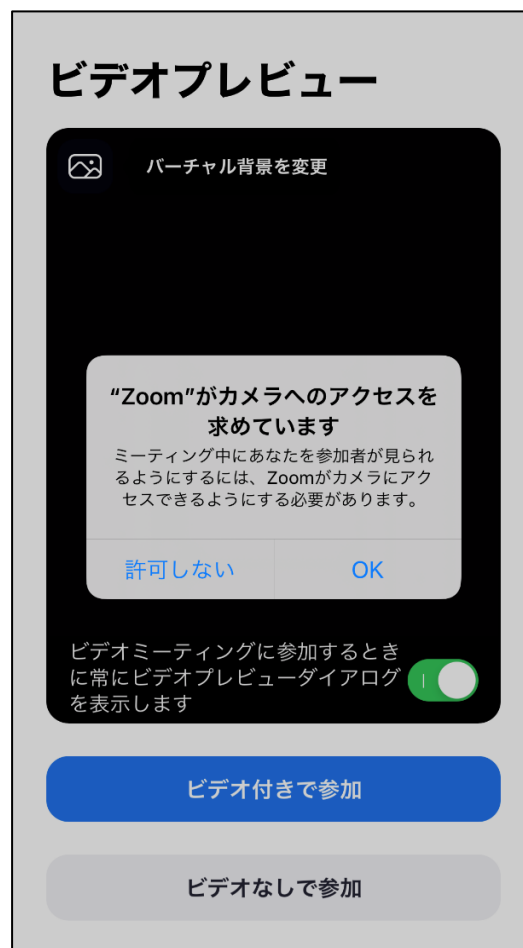 ビデオプレビュー
バーチャル背景を変更
“Zoom”がカメラへのアクセスを
求めています
ミーティング中にあなたを参加者が見られ
るようにするには、Zoomがカメラにアク
セスできるようにする必要があります。
許可しない
OK
ビデオミーティングに参加するとき
に常にビデオプレビューダイアログ
を表示します
ビデオ付きで参加
ビデオなしで参加